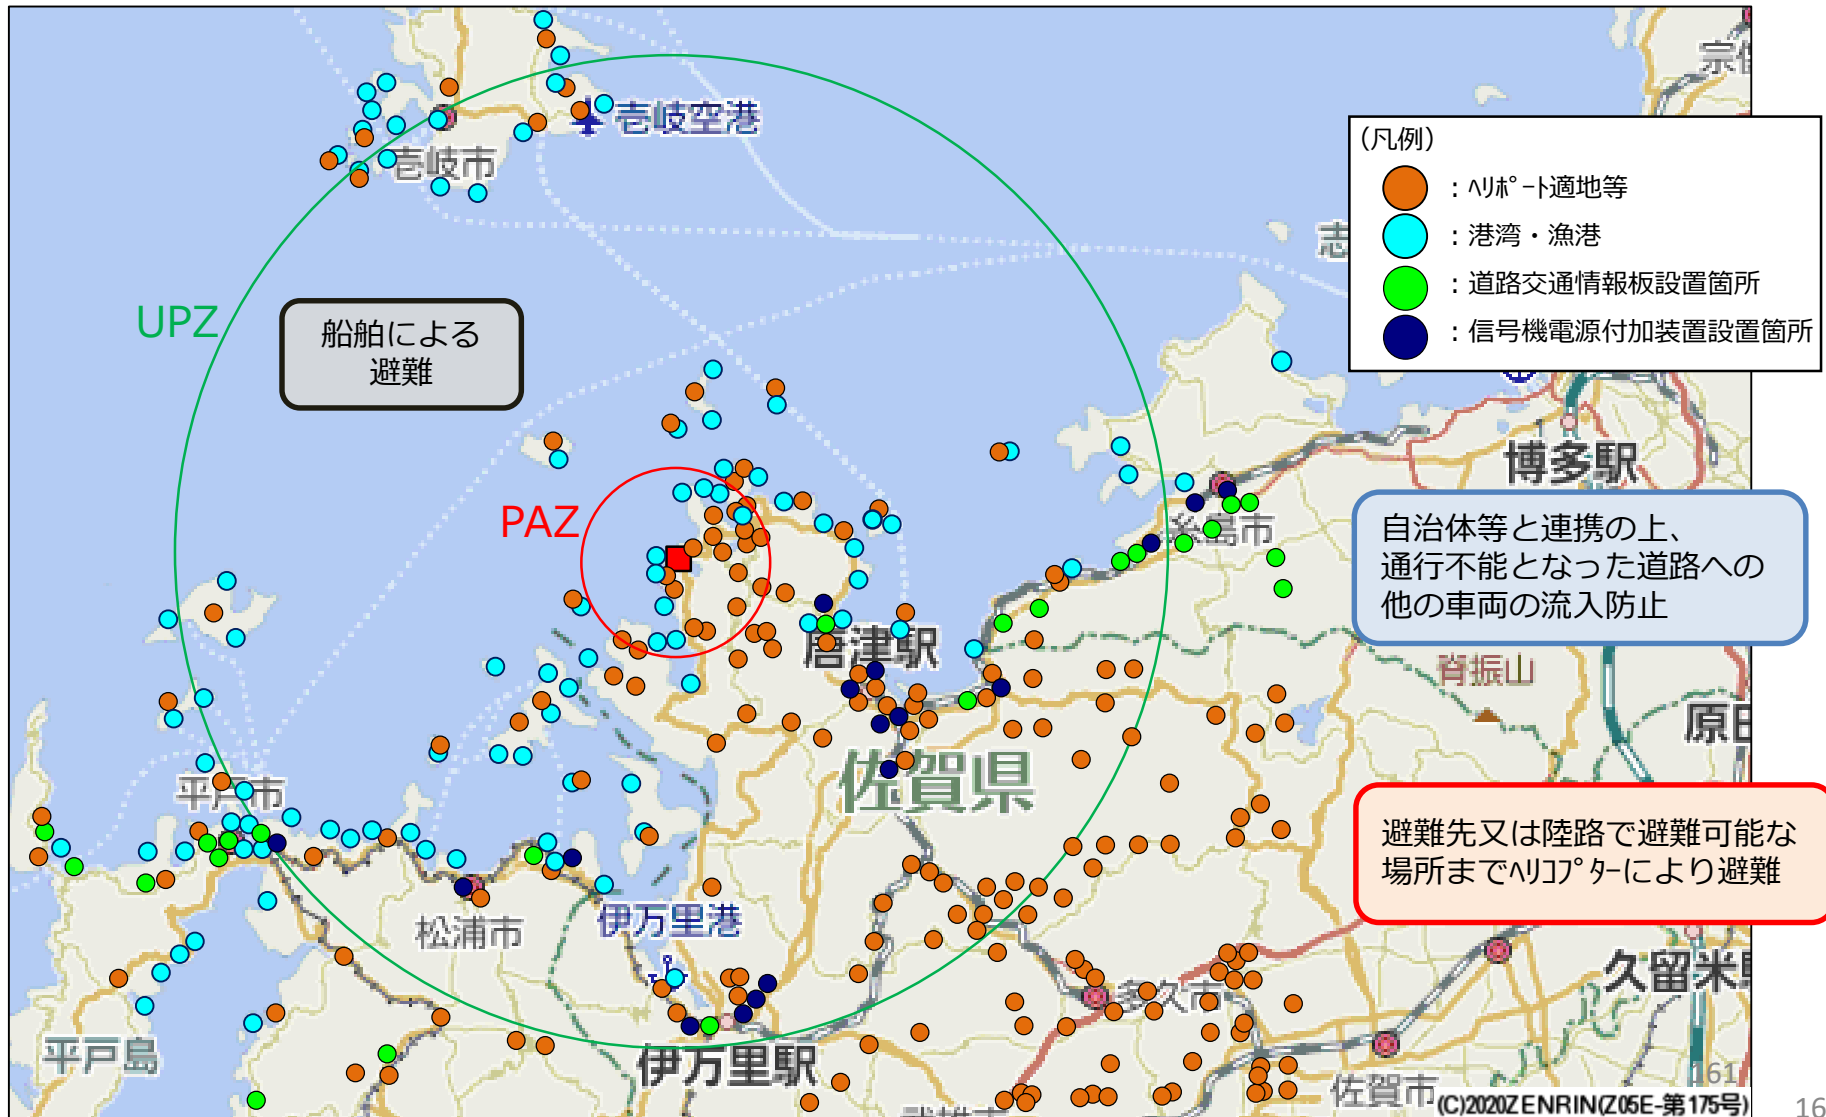 壱岐空港
壱岐市
（凡例）
：ﾍﾘﾎﾟｰﾄ適地等
：港湾・漁港
：道路交通情報板設置箇所
：信号機電源付加装置設置箇所
志
UPZ
船舶による
避難
PAZ
博多駅
糸島市
自治体等と連携の上、
通行不能となった道路への
他の車両の流入防止
唐津駅
脊振山
原田
佐賀県
平戸市
避難先又は陸路で避難可能な
場所までﾍﾘｺﾌﾟﾀｰにより避難
松浦市
伊万里港
多久市
久留米
平戸島
伊万里駅
佐賀市
161
(C)2020ZENRIN(Z05E-第175号)
16